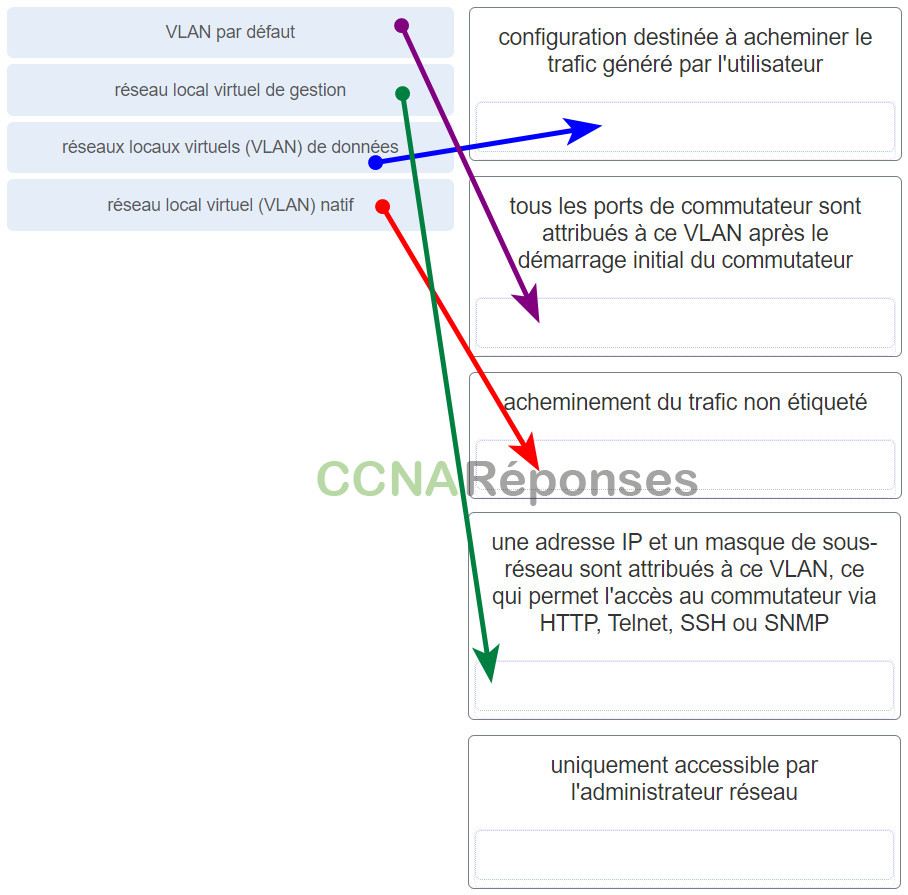 VLAN par défaut
réseau local virtuel de gestion
réseaux locaux virtuels (VLAN) de données
réseau local virtuel (VLAN) natif
configuration destinée à acheminer le
trafic généré par l'utilisateur
tous les ports de commutateur sont
attribués à ce VLAN après le
démarrage initial du commutateur
acheminement du trafic non étiqueté
CCNARéponses
une adresse IP et un masque de sous-
réseau sont attribués à ce VLAN, ce
qui permet l'accès au commutateur via
HTTP, Telnet, SSH ou SNMP
uniquement accessible par
l'administrateur réseau